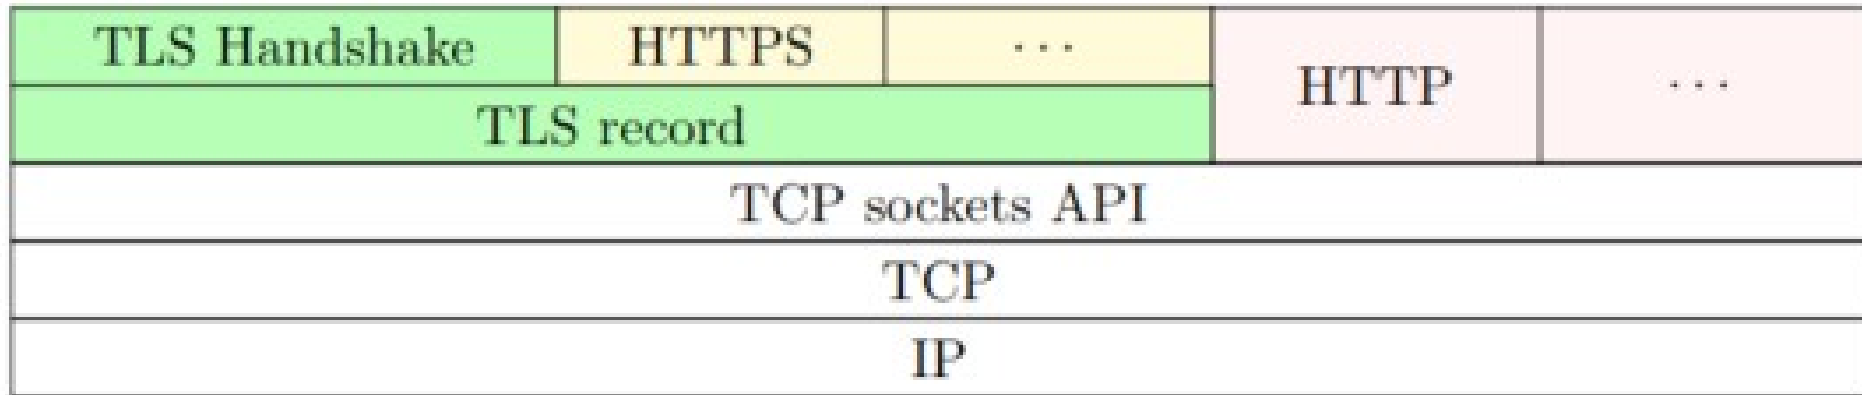 TLS Handshake
HTTPS
...
HTTP
...
TLS record
TCP sockets API
TCP
IP